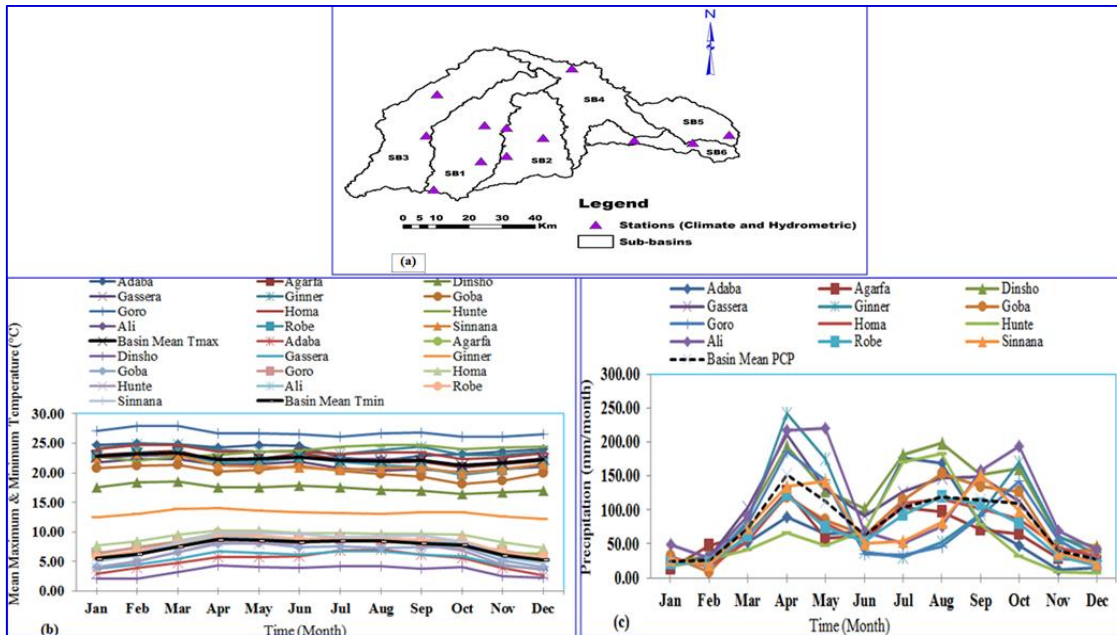 N
SB4
SB5
SB6
SB3
SB2
SB1
Legend
0 5 10 20 30 40
Km
Stations (Climate and Hydrometric)
Sub-basins
(a)
Adaba Agarfa Dinsho
Gassera Ginner Goba
Goro Homa Hunte
Ali Robe Sinnana
Basin Mean Tmax Adaba Agarfa
Dinsho Gassera Ginner
Goba Goro Homa
Hunte Ali Robe
Sinnana Basin Mean Tmin
Mean Maximum & Minimum Temperature (°C)
30.00
25.00
20.00
15.00
10.00
5.00
0.00
Jan Feb Mar Apr May Jun Jul Aug Sep Oct Nov Dec
(b) Time (Month)
Adaba Agarfa Dinsho
Gassera Ginner Goba
Goro Homa Hunte
Ali Robe Sinnana
Basin Mean PCP
Precipitation (mm/month)
300.00
250.00
200.00
150.00
100.00
50.00
0.00
Jan Feb Mar Apr May Jun Jul Aug Sep Oct Nov Dec
(c) Time (Month)